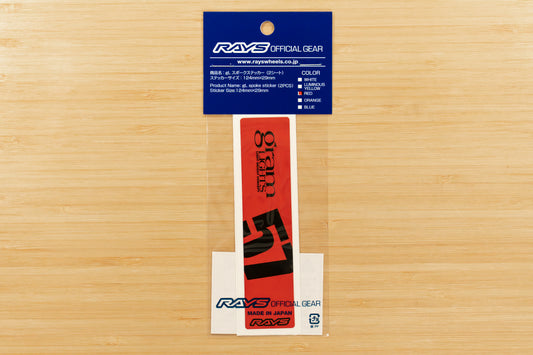 RAYS OFFICIAL GEAR
www.rayswheels.co.jp
商品名：gL スポークステッカー（2シート）
ステッカーサイズ：124mm×29mm
Product Name: gL spoke sticker (2PCS)
Sticker Size:124mm×29mm
COLOR
WHITE
LUMINOUS YELLOW
RED
ORANGE
BLUE
gram
LIGHTS
57
RAYS OFFICIAL GEAR
MADE IN JAPAN
RAYS
PP